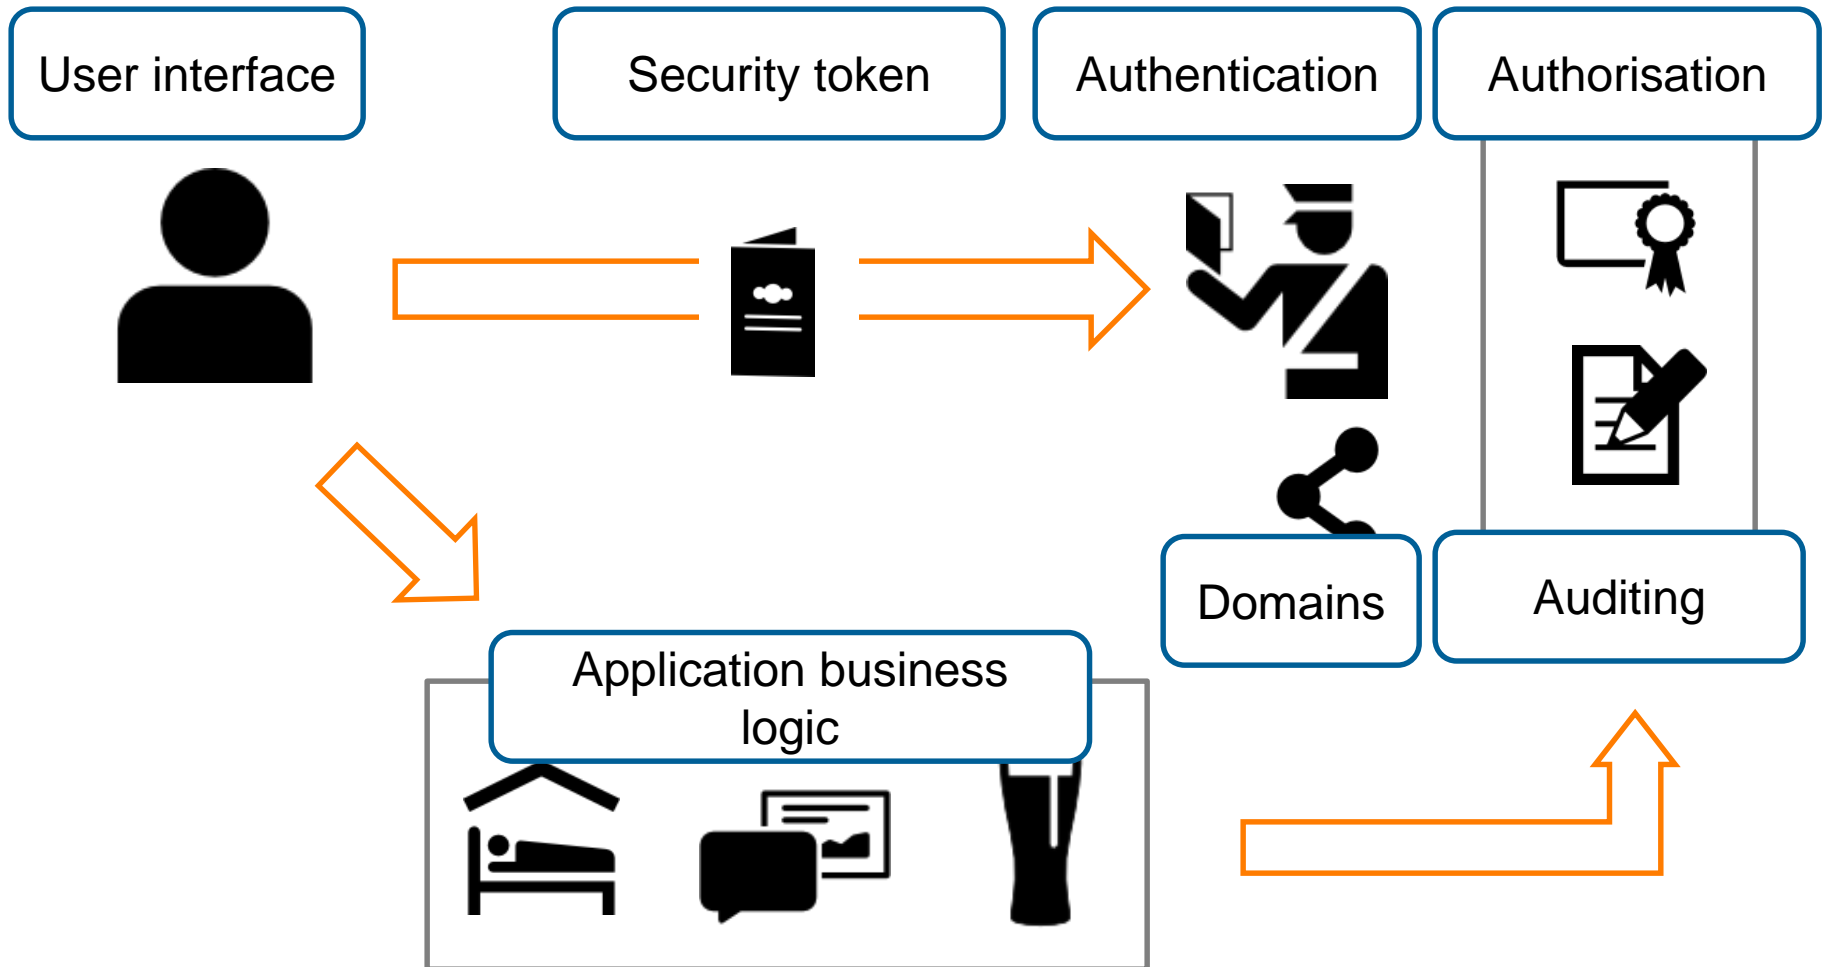 User interface
Security token
Authentication
Authorisation
Domains
Auditing
Application business
logic